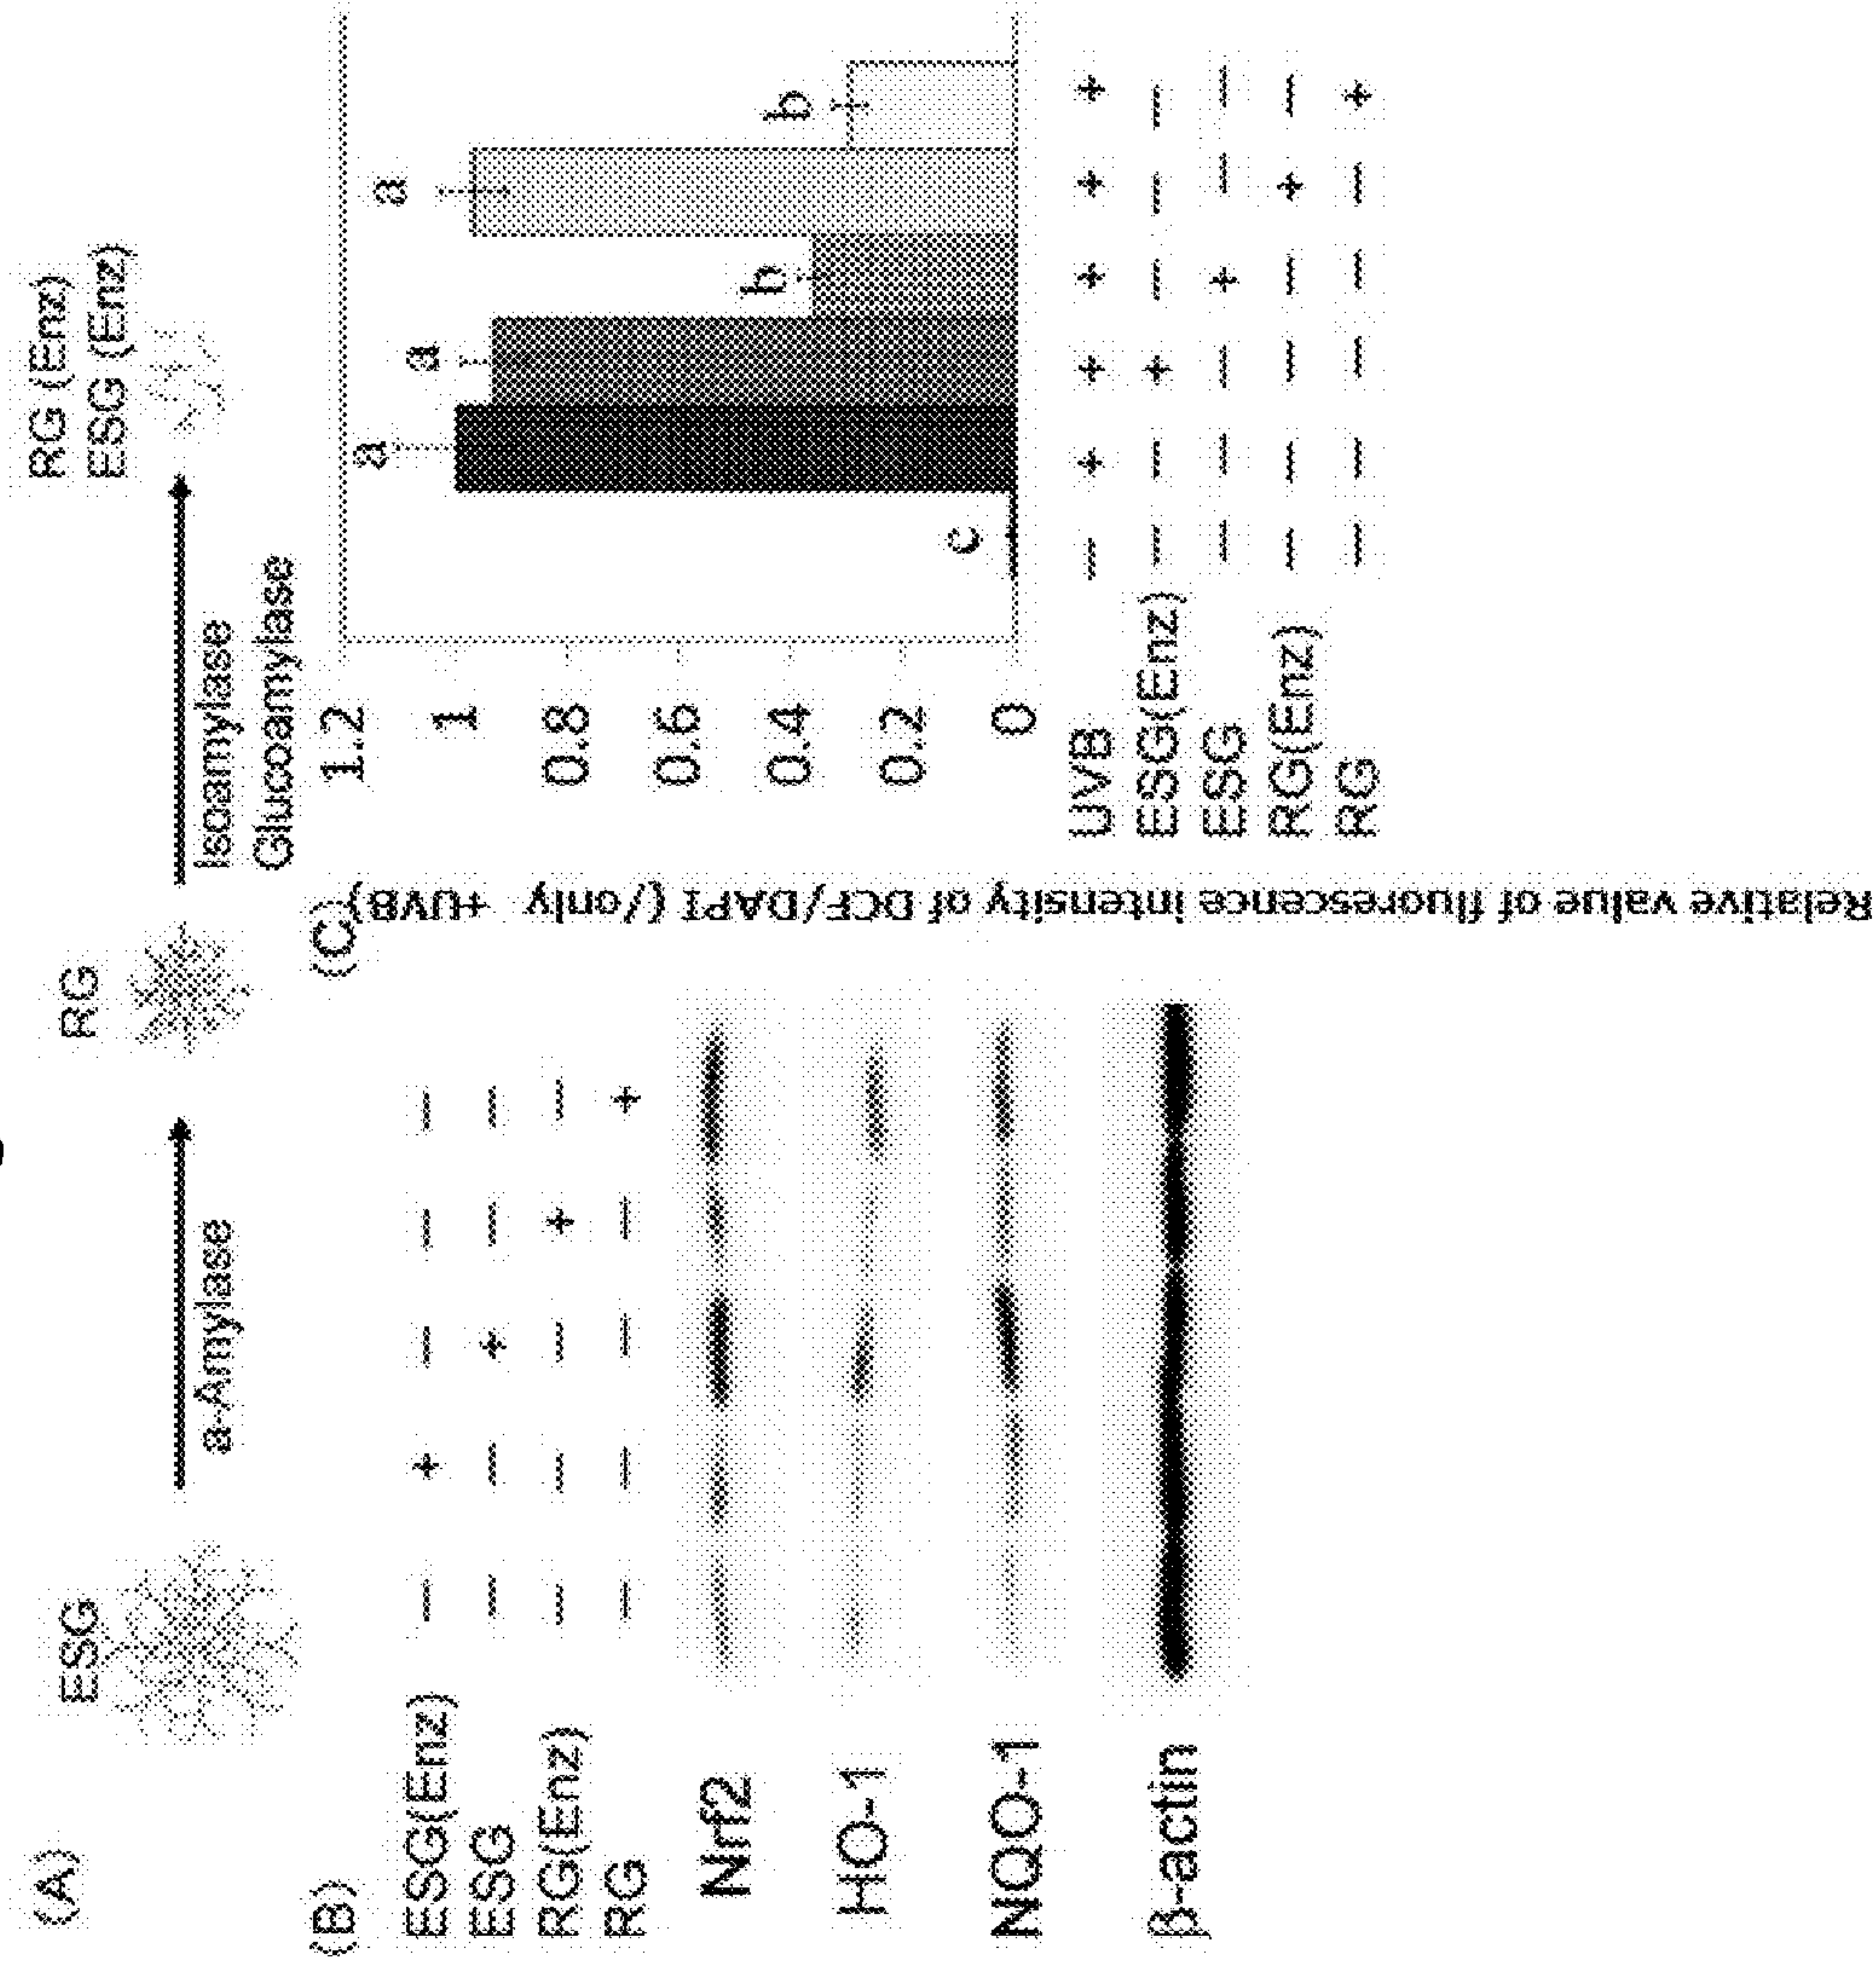 (A)
ESG
a-Amylase
RG
Isoamylase
Glucoamylase
RG (Enz)
ESG (Enz)
(B)
ESG(Enz) − + − − −
ESG − − + − −
RG(Enz) − − − + −
RG − − − − +
Nrf2
HO-1
NQO-1
β-actin
(C)
Relative value of fluorescence intensity of DCF/DAPI (/only +UVB)
1.2
1
0.8
0.6
0.4
0.2
0
c a a b a b
UVB − + + + + +
ESG(Enz) − − + − − −
ESG − − − + − −
RG(Enz) − − − − + −
RG − − − − − +